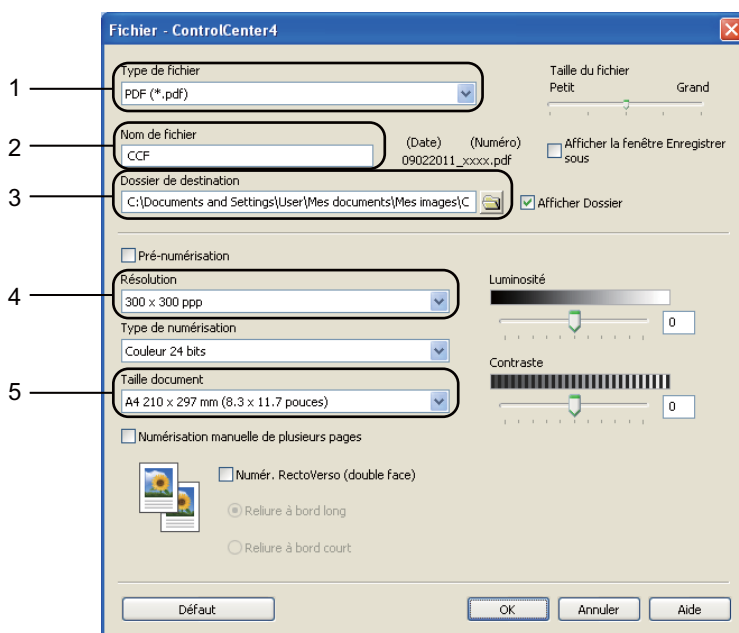 Fichier - ControlCenter4
1
Type de fichier
PDF (*.pdf)
Taille du fichier
Petit Grand
2
Nom de fichier
CCF
(Date) (Numéro)
09022011_xxxx.pdf
Afficher la fenêtre Enregistrer
sous
3
Dossier de destination
C:\Documents and Settings\User\Mes documents\Mes images\C
Afficher Dossier
Pré-numérisation
4
Résolution
300 x 300 ppp
Luminosité
0
Type de numérisation
Couleur 24 bits
Contraste
0
5
Taille document
A4 210 x 297 mm (8.3 x 11.7 pouces)
Numérisation manuelle de plusieurs pages
Numér. RectoVerso (double face)
Reliure à bord long
Reliure à bord court
Défaut OK Annuler Aide